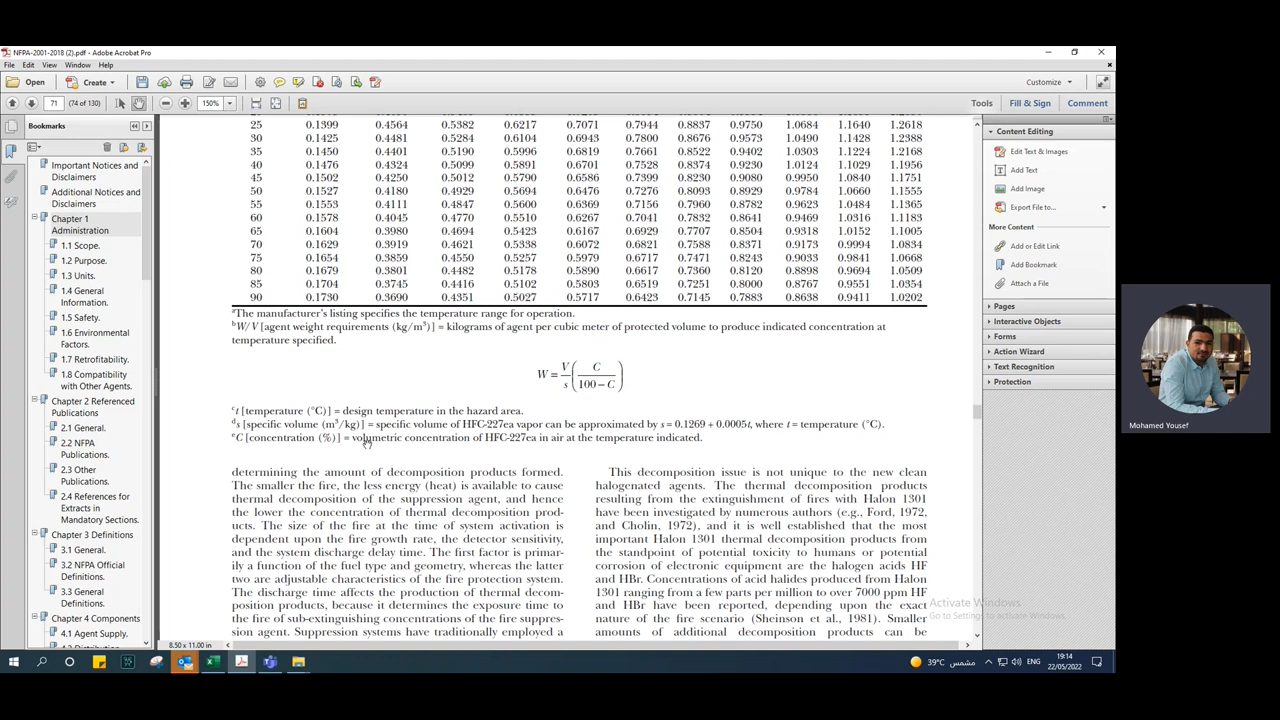 NFPA-2001-2018 (2).pdf - Adobe Acrobat Pro
File Edit View Window Help
Open Create Customize
71 (74 of 130) 150% Tools Fill & Sign Comment
Bookmarks
Important Notices and
Disclaimers
Additional Notices and
Disclaimers
Chapter 1
Administration
1.1 Scope.
1.2 Purpose.
1.3 Units.
1.4 General
Information.
1.5 Safety.
1.6 Environmental
Factors.
1.7 Retrofitability.
1.8 Compatibility
with Other Agents.
Chapter 2 Referenced
Publications
2.1 General.
2.2 NFPA
Publications.
2.3 Other
Publications.
2.4 References for
Extracts in
Mandatory Sections.
Chapter 3 Definitions
3.1 General.
3.2 NFPA Official
Definitions.
3.3 General
Definitions.
Chapter 4 Components
4.1 Agent Supply.
25 0.1399 0.4564 0.5382 0.6217 0.7071 0.7944 0.8837 0.9750 1.0684 1.1640 1.2618
30 0.1425 0.4481 0.5284 0.6104 0.6943 0.7800 0.8676 0.9573 1.0490 1.1428 1.2388
35 0.1450 0.4401 0.5190 0.5996 0.6819 0.7661 0.8522 0.9402 1.0303 1.1224 1.2168
40 0.1476 0.4324 0.5099 0.5891 0.6701 0.7528 0.8374 0.9230 1.0124 1.1029 1.1956
45 0.1502 0.4250 0.5012 0.5790 0.6586 0.7399 0.8230 0.9080 0.9950 1.0840 1.1751
50 0.1527 0.4180 0.4929 0.5694 0.6476 0.7276 0.8093 0.8929 0.9784 1.0660 1.1555
55 0.1553 0.4111 0.4847 0.5600 0.6369 0.7156 0.7960 0.8782 0.9623 1.0484 1.1365
60 0.1578 0.4045 0.4770 0.5510 0.6267 0.7041 0.7832 0.8641 0.9469 1.0316 1.1183
65 0.1604 0.3980 0.4694 0.5423 0.6167 0.6929 0.7707 0.8504 0.9318 1.0152 1.1005
70 0.1629 0.3919 0.4621 0.5338 0.6072 0.6821 0.7588 0.8371 0.9173 0.9994 1.0834
75 0.1654 0.3859 0.4550 0.5257 0.5979 0.6717 0.7471 0.8243 0.9033 0.9841 1.0668
80 0.1679 0.3801 0.4482 0.5178 0.5890 0.6617 0.7360 0.8120 0.8898 0.9694 1.0509
85 0.1704 0.3745 0.4416 0.5102 0.5803 0.6519 0.7251 0.8000 0.8767 0.9551 1.0354
90 0.1730 0.3690 0.4351 0.5027 0.5717 0.6423 0.7145 0.7883 0.8638 0.9411 1.0202
ᵃThe manufacturer's listing specifies the temperature range for operation.
ᵇW/V [agent weight requirements (kg/m³)] = kilograms of agent per cubic meter of protected volume to produce indicated concentration at
temperature specified.
W = V/s (C/(100 − C))
ᶜt [temperature (°C)] = design temperature in the hazard area.
ᵈs [specific volume (m³/kg)] = specific volume of HFC-227ea vapor can be approximated by s = 0.1269 + 0.0005t, where t = temperature (°C).
ᵉC [concentration (%)] = volumetric concentration of HFC-227ea in air at the temperature indicated.
determining the amount of decomposition products formed.
The smaller the fire, the less energy (heat) is available to cause
thermal decomposition of the suppression agent, and hence
the lower the concentration of thermal decomposition prod-
ucts. The size of the fire at the time of system activation is
dependent upon the fire growth rate, the detector sensitivity,
and the system discharge delay time. The first factor is primar-
ily a function of the fuel type and geometry, whereas the latter
two are adjustable characteristics of the fire protection system.
The discharge time affects the production of thermal decom-
position products, because it determines the exposure time to
the fire of sub-extinguishing concentrations of the fire suppres-
sion agent. Suppression systems have traditionally employed a
This decomposition issue is not unique to the new clean
halogenated agents. The thermal decomposition products
resulting from the extinguishment of fires with Halon 1301
have been investigated by numerous authors (e.g., Ford, 1972,
and Cholin, 1972), and it is well established that the most
important Halon 1301 thermal decomposition products from
the standpoint of potential toxicity to humans or potential
corrosion of electronic equipment are the halogen acids HF
and HBr. Concentrations of acid halides produced from Halon
1301 ranging from a few parts per million to over 7000 ppm HF
and HBr have been reported, depending upon the exact
nature of the fire scenario (Sheinson et al., 1981). Smaller
amounts of additional decomposition products can be
Content Editing
Edit Text & Images
Add Text
Add Image
Export File to...
More Content
Add or Edit Link
Add Bookmark
Attach a File
Pages
Interactive Objects
Forms
Action Wizard
Text Recognition
Protection
Mohamed Yousef
Activate Windows
Go to Settings to activate Windows.
8.50 x 11.00 in
39°C مشمس ENG 19:14
22/05/2022